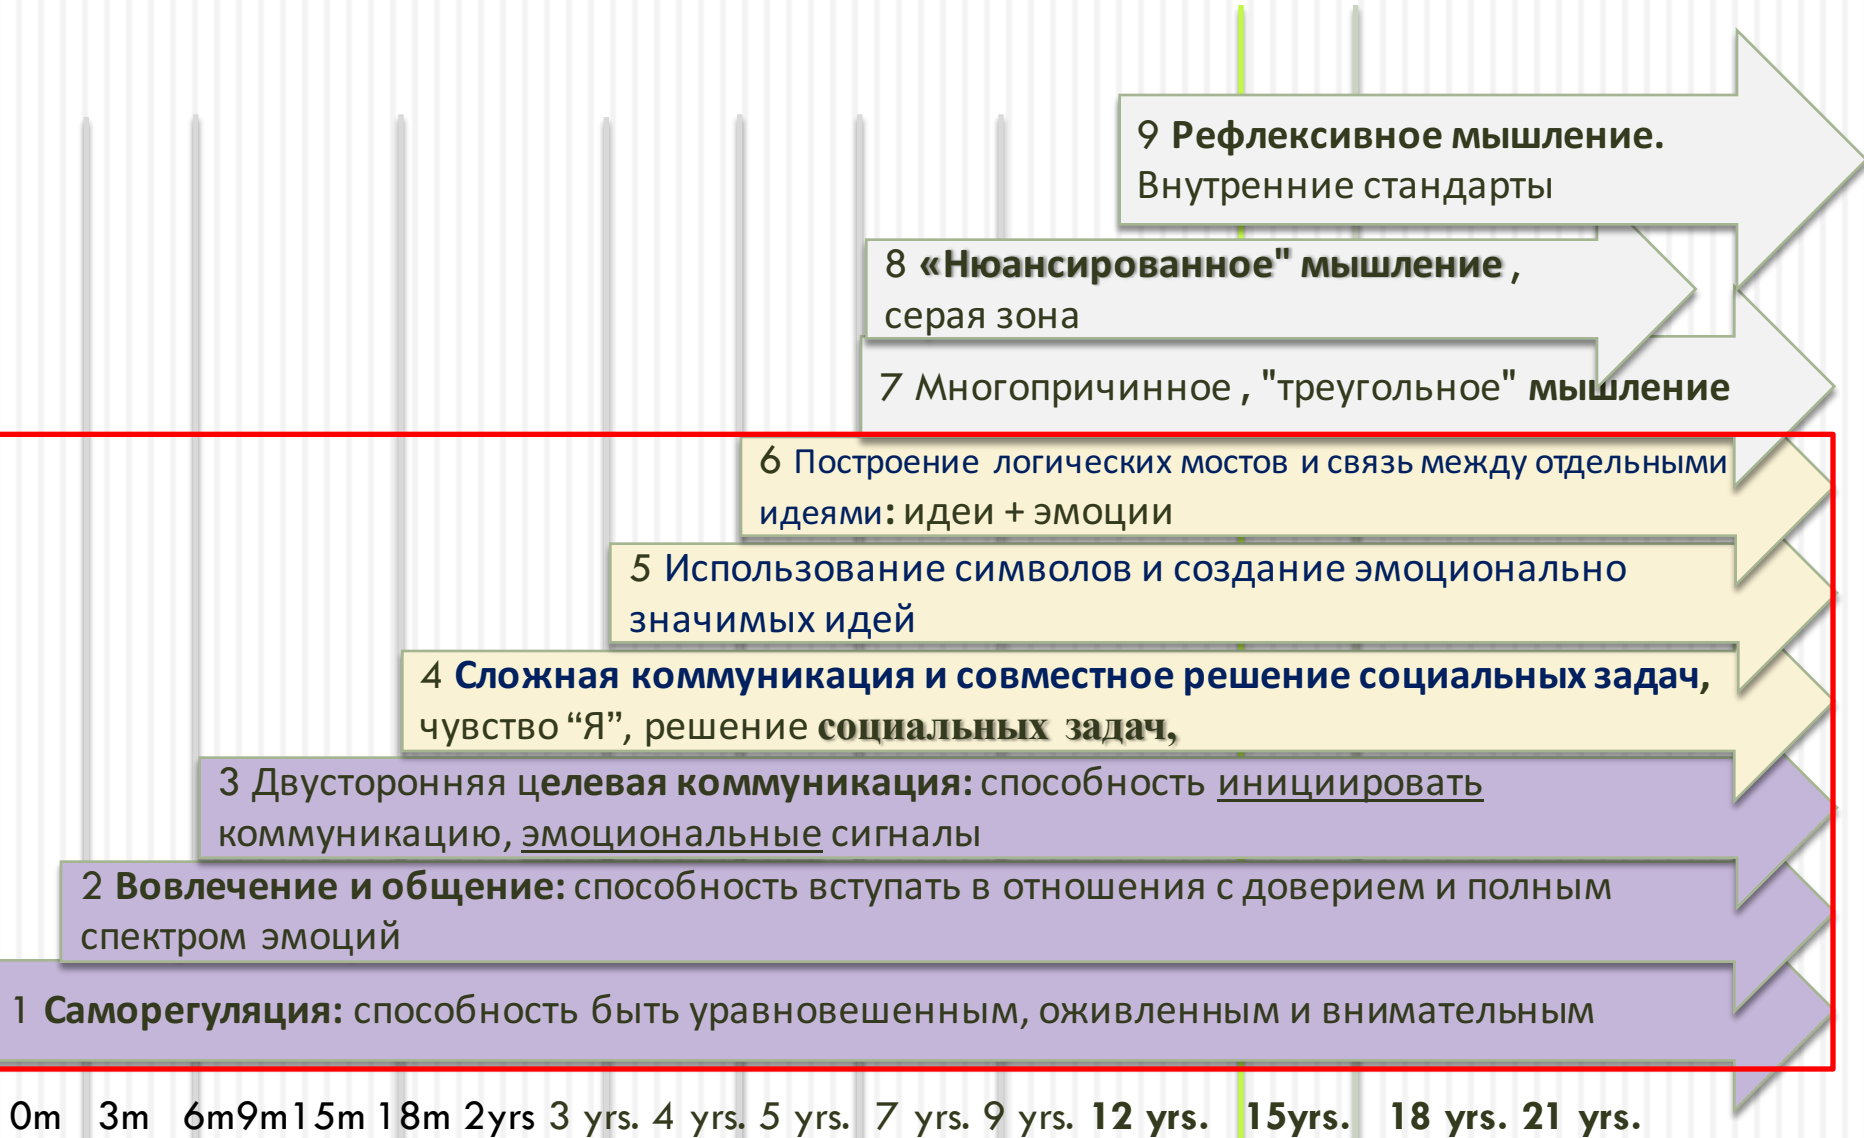 9 Рефлексивное мышление.
Внутренние стандарты
8 «Нюансированное" мышление ,
серая зона
7 Многопричинное , "треугольное" мышление
6 Построение логических мостов и связь между отдельными
идеями: идеи + эмоции
5 Использование символов и создание эмоционально
значимых идей
4 Сложная коммуникация и совместное решение социальных задач,
чувство “Я”, решение социальных задач,
3 Двусторонняя целевая коммуникация: способность инициировать
коммуникацию, эмоциональные сигналы
2 Вовлечение и общение: способность вступать в отношения с доверием и полным
спектром эмоций
1 Саморегуляция: способность быть уравновешенным, оживленным и внимательным
0m 3m 6m9m15m 18m 2yrs 3 yrs. 4 yrs. 5 yrs. 7 yrs. 9 yrs. 12 yrs. 15yrs. 18 yrs. 21 yrs.